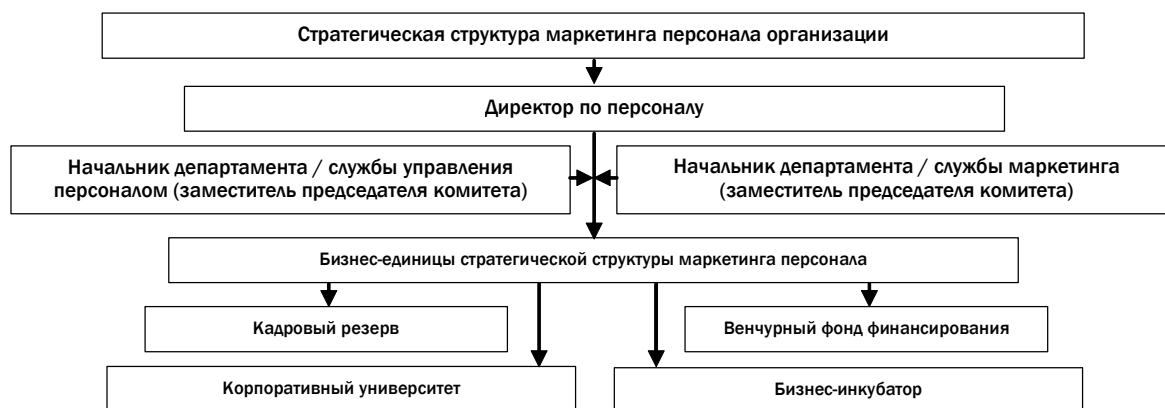 Стратегическая структура маркетинга персонала организации
Директор по персоналу
Начальник департамента / службы управления
персоналом (заместитель председателя комитета)
Начальник департамента / службы маркетинга
(заместитель председателя комитета)
Бизнес-единицы стратегической структуры маркетинга персонала
Кадровый резерв
Венчурный фонд финансирования
Корпоративный университет
Бизнес-инкубатор